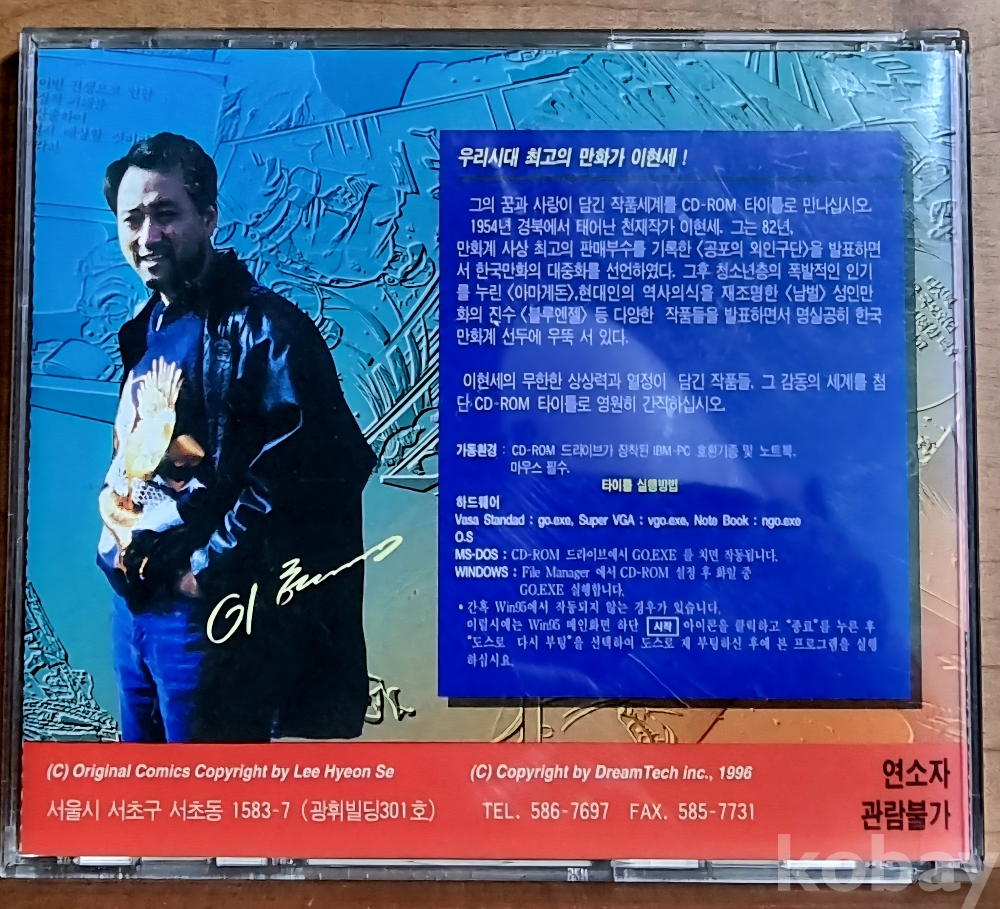 우리시대 최고의 만화가 이현세 !
그의 꿈과 사랑이 담긴 작품세계를 CD-ROM 타이틀로 만나십시오.
1954년 경북에서 태어난 천재작가 이현세. 그는 82년,
만화계 사상 최고의 판매부수를 기록한 <공포의 외인구단>을 발표하면
서 한국만화의 대중화를 선언하였다. 그후 청소년층의 폭발적인 인기
를 누린 <아마게돈>,현대인의 역사의식을 재조명한 <남벌> 성인만
화의 진수 <블루엔젤> 등 다양한 작품들을 발표하면서 명실공히 한국
만화계 선두에 우뚝 서 있다.
이현세의 무한한 상상력과 열정이 담긴 작품들. 그 감동의 세계를 첨
단 CD-ROM 타이틀로 영원히 간직하십시오.
가동환경 : CD-ROM 드라이브가 장착된 IBM-PC 호환기종 및 노트북.
마우스 필수.
타이틀 실행방법
하드웨어
Vasa Standad : go.exe, Super VGA : vgo.exe, Note Book : ngo.exe
O.S
MS-DOS : CD-ROM 드라이브에서 GO.EXE 를 치면 작동됩니다.
WINDOWS : File Manager 에서 CD-ROM 설정 후 화일 중
GO.EXE 실행합니다.
• 간혹 Win95에서 작동되지 않는 경우가 있습니다.
이럴시에는 Win95 메인화면 하단 시작 아이콘을 클릭하고 "종료"를 누른 후
"도스로 다시 부팅"을 선택하여 도스로 재 부팅하신 후에 본 프로그램을 실행
하십시요.
이현
(C) Original Comics Copyright by Lee Hyeon Se
(C) Copyright by DreamTech inc., 1996
연소자
서울시 서초구 서초동 1583-7 (광휘빌딩301호)
TEL. 586-7697 FAX. 585-7731
관람불가
kobay